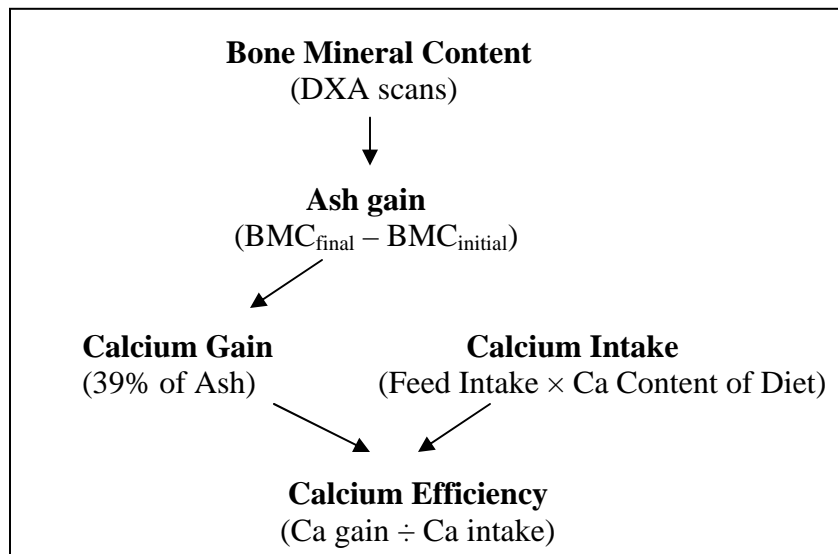 Bone Mineral Content
(DXA scans)
Ash gain
(BMCfinal – BMCinitial)
Calcium Gain
(39% of Ash)
Calcium Intake
(Feed Intake × Ca Content of Diet)
Calcium Efficiency
(Ca gain ÷ Ca intake)